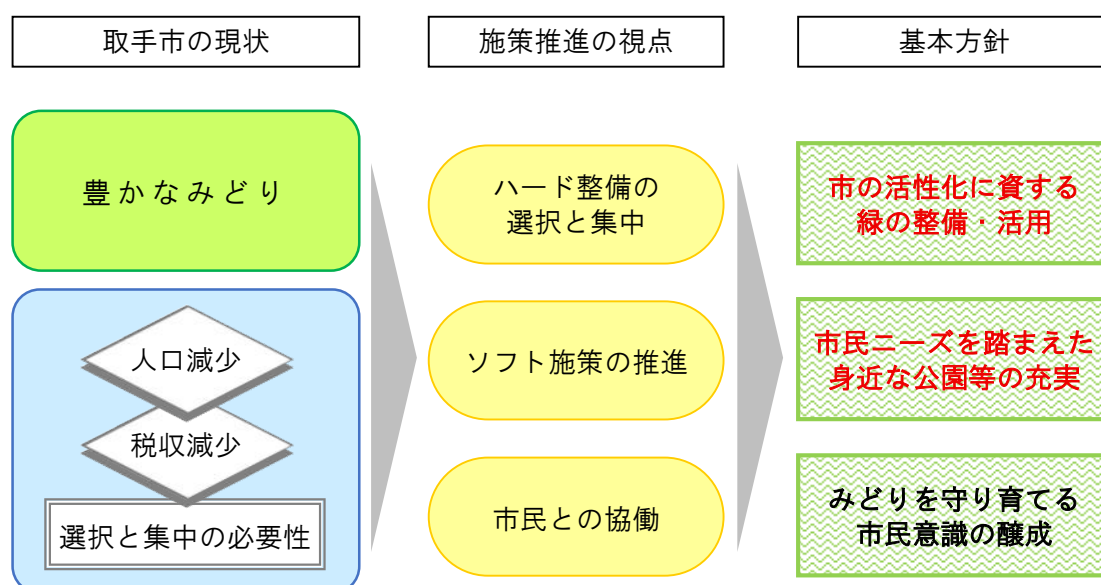 取手市の現状
施策推進の視点
基本方針
豊かなみどり
人口減少
税収減少
選択と集中の必要性
ハード整備の
選択と集中
ソフト施策の推進
市民との協働
市の活性化に資する
緑の整備・活用
市民ニーズを踏まえた
身近な公園等の充実
みどりを守り育てる
市民意識の醸成